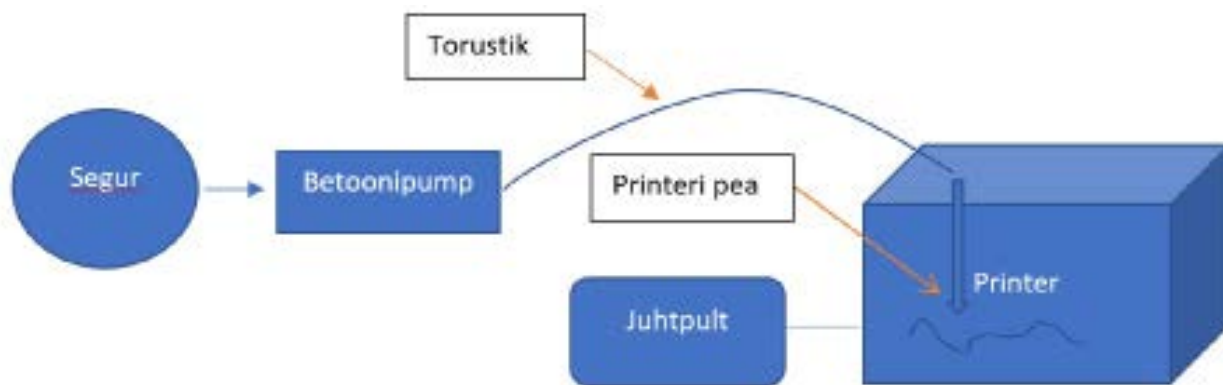 Torustik
Segur
Betoonipump
Printeri pea
Printer
Juhtpult